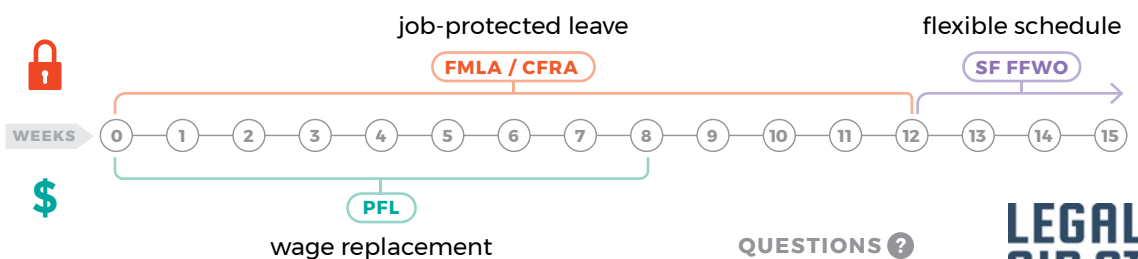 job-protected leave
flexible schedule
FMLA / CFRA
SF FFWO
WEEKS 0 1 2 3 4 5 6 7 8 9 10 11 12 13 14 15
$
PFL
wage replacement
QUESTIONS ?
LEGAL